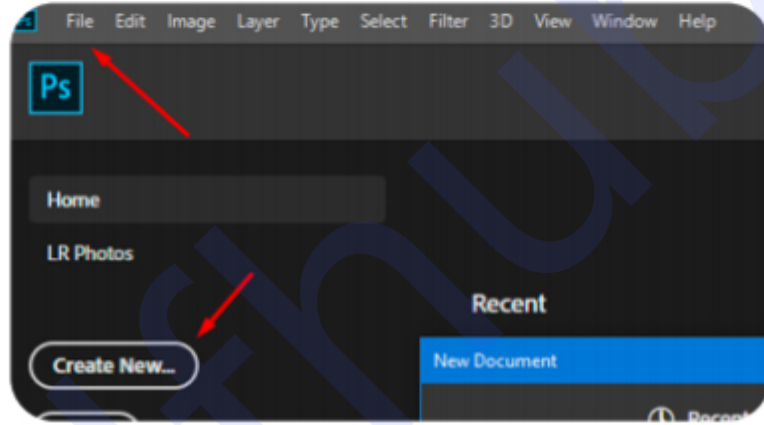 File Edit Image Layer Type Select Filter 3D View Window Help
Ps
Home
LR Photos
Recent
Create New...
New Document
Recent